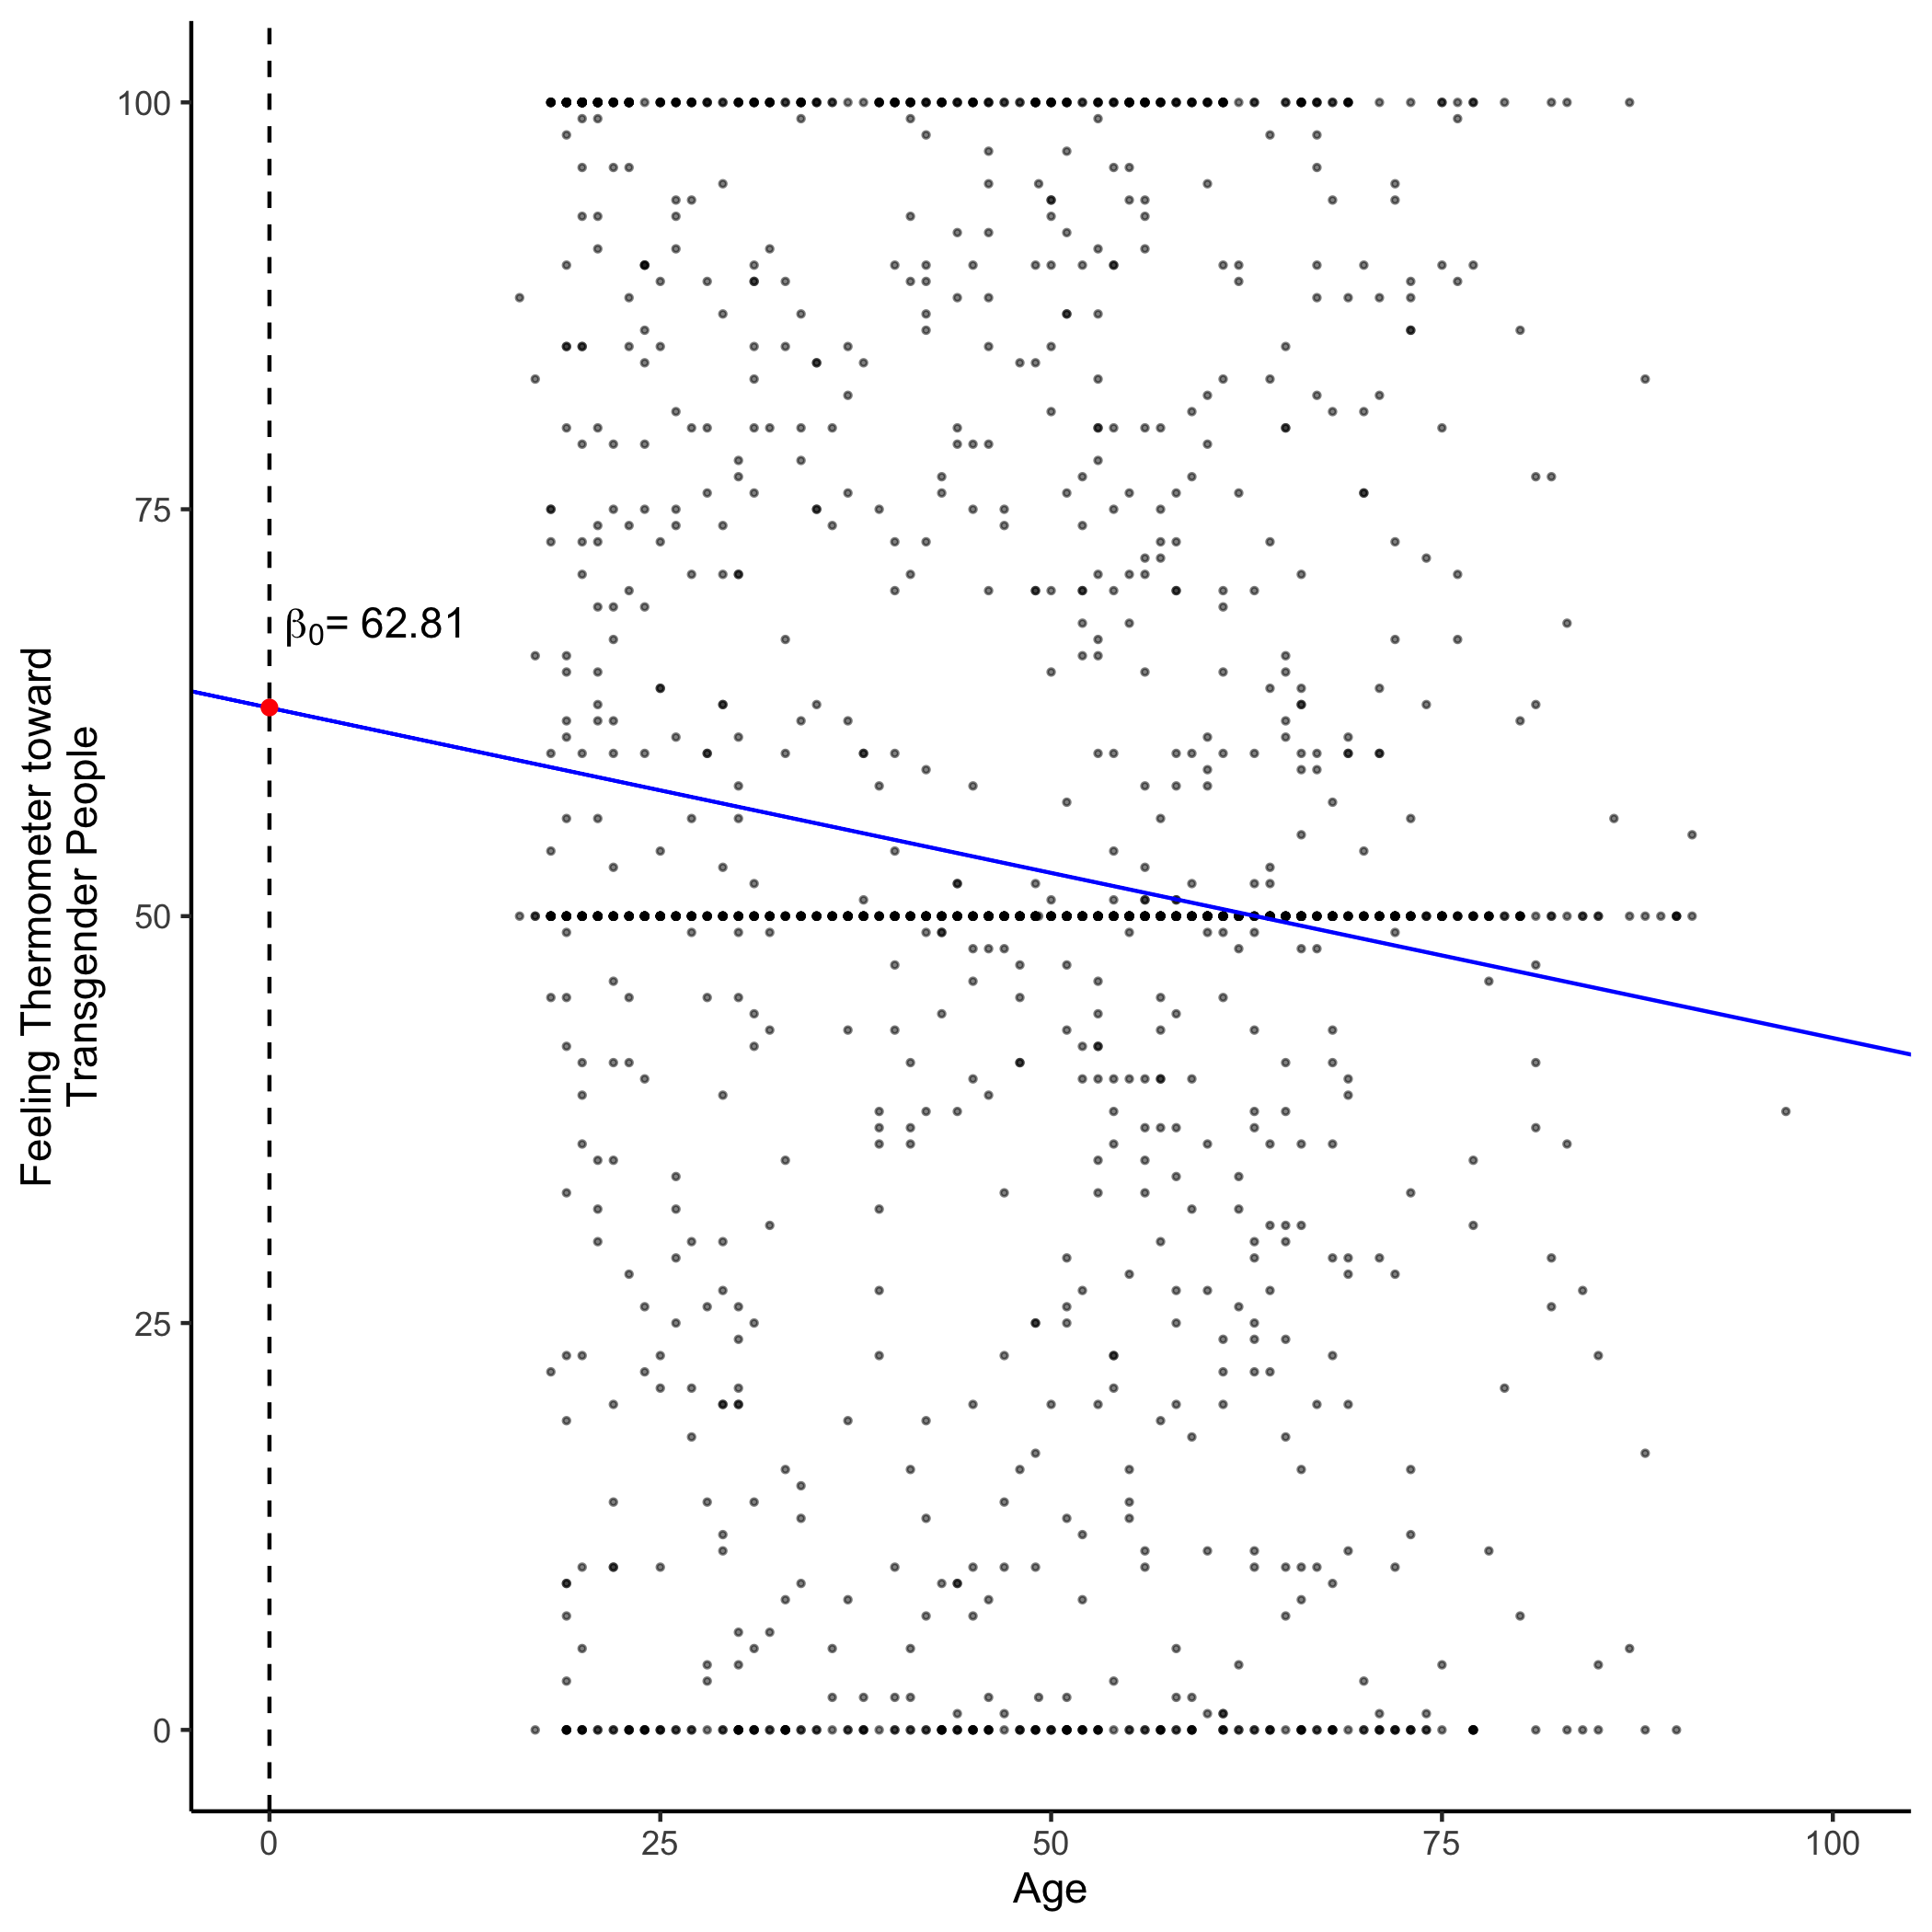 100
75
50
25
0
β₀= 62.81
Feeling Thermometer toward
Transgender People
0 25 50 75 100
Age